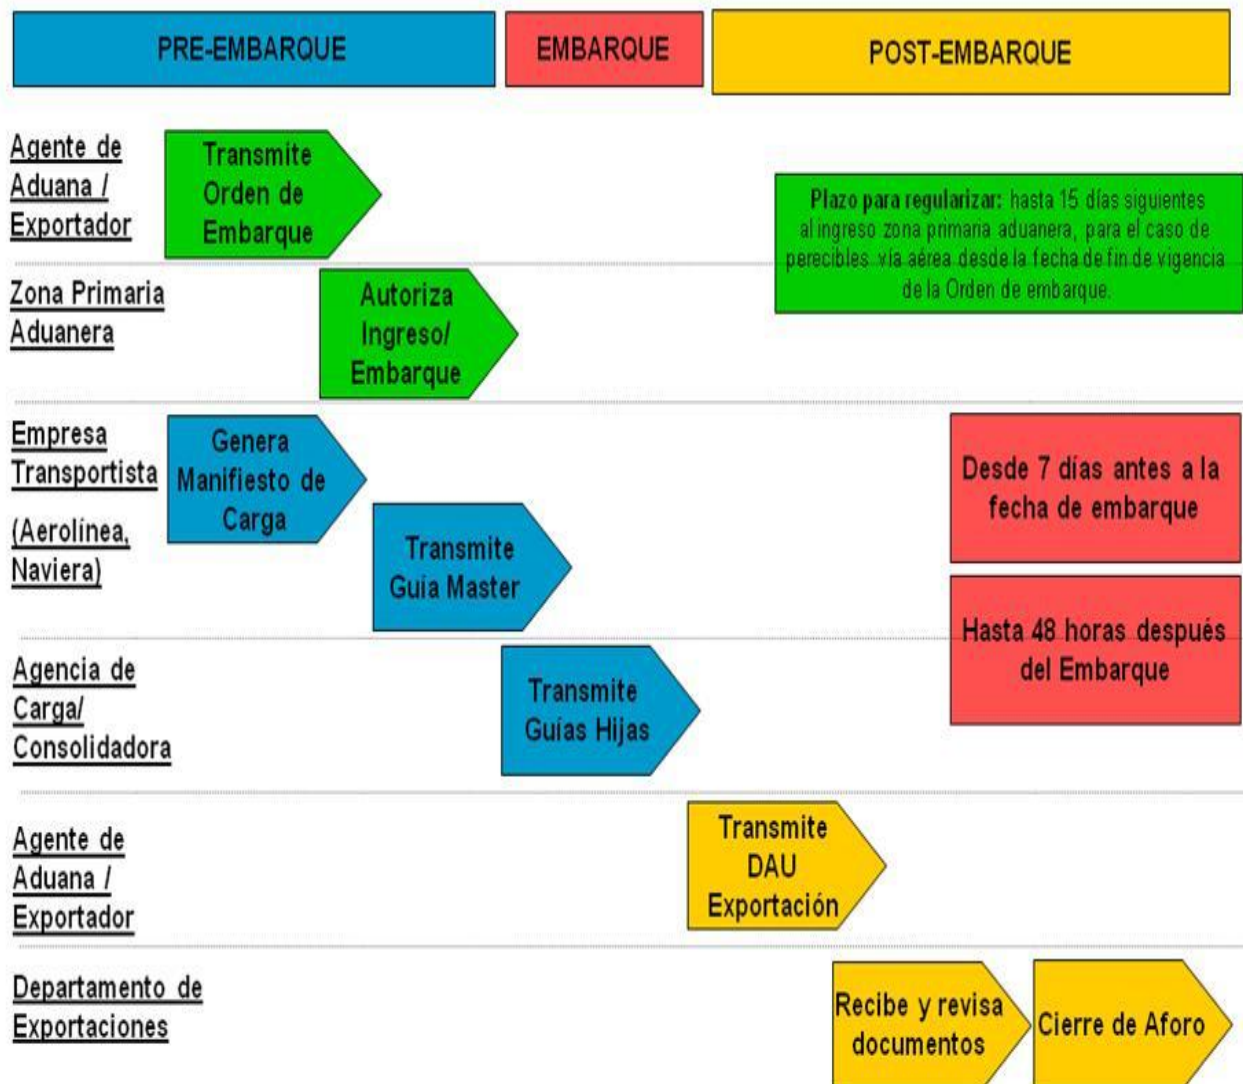 PRE-EMBARQUE
EMBARQUE
POST-EMBARQUE
Agente de
Aduana /
Exportador
Transmite
Orden de
Embarque
Plazo para regularizar: hasta 15 días siguientes
al ingreso zona primaria aduanera, para el caso de
perecibles vía aérea desde la fecha de fin de vigencia
de la Orden de embarque.
Zona Primaria
Aduanera
Autoriza
Ingreso/
Embarque
Empresa
Transportista
(Aerolínea,
Naviera)
Genera
Manifiesto de
Carga
Transmite
Guía Master
Desde 7 días antes a la
fecha de embarque
Hasta 48 horas después
del Embarque
Agencia de
Carga/
Consolidadora
Transmite
Guías Hijas
Agente de
Aduana /
Exportador
Transmite
DAU
Exportación
Departamento de
Exportaciones
Recibe y revisa
documentos
Cierre de Aforo